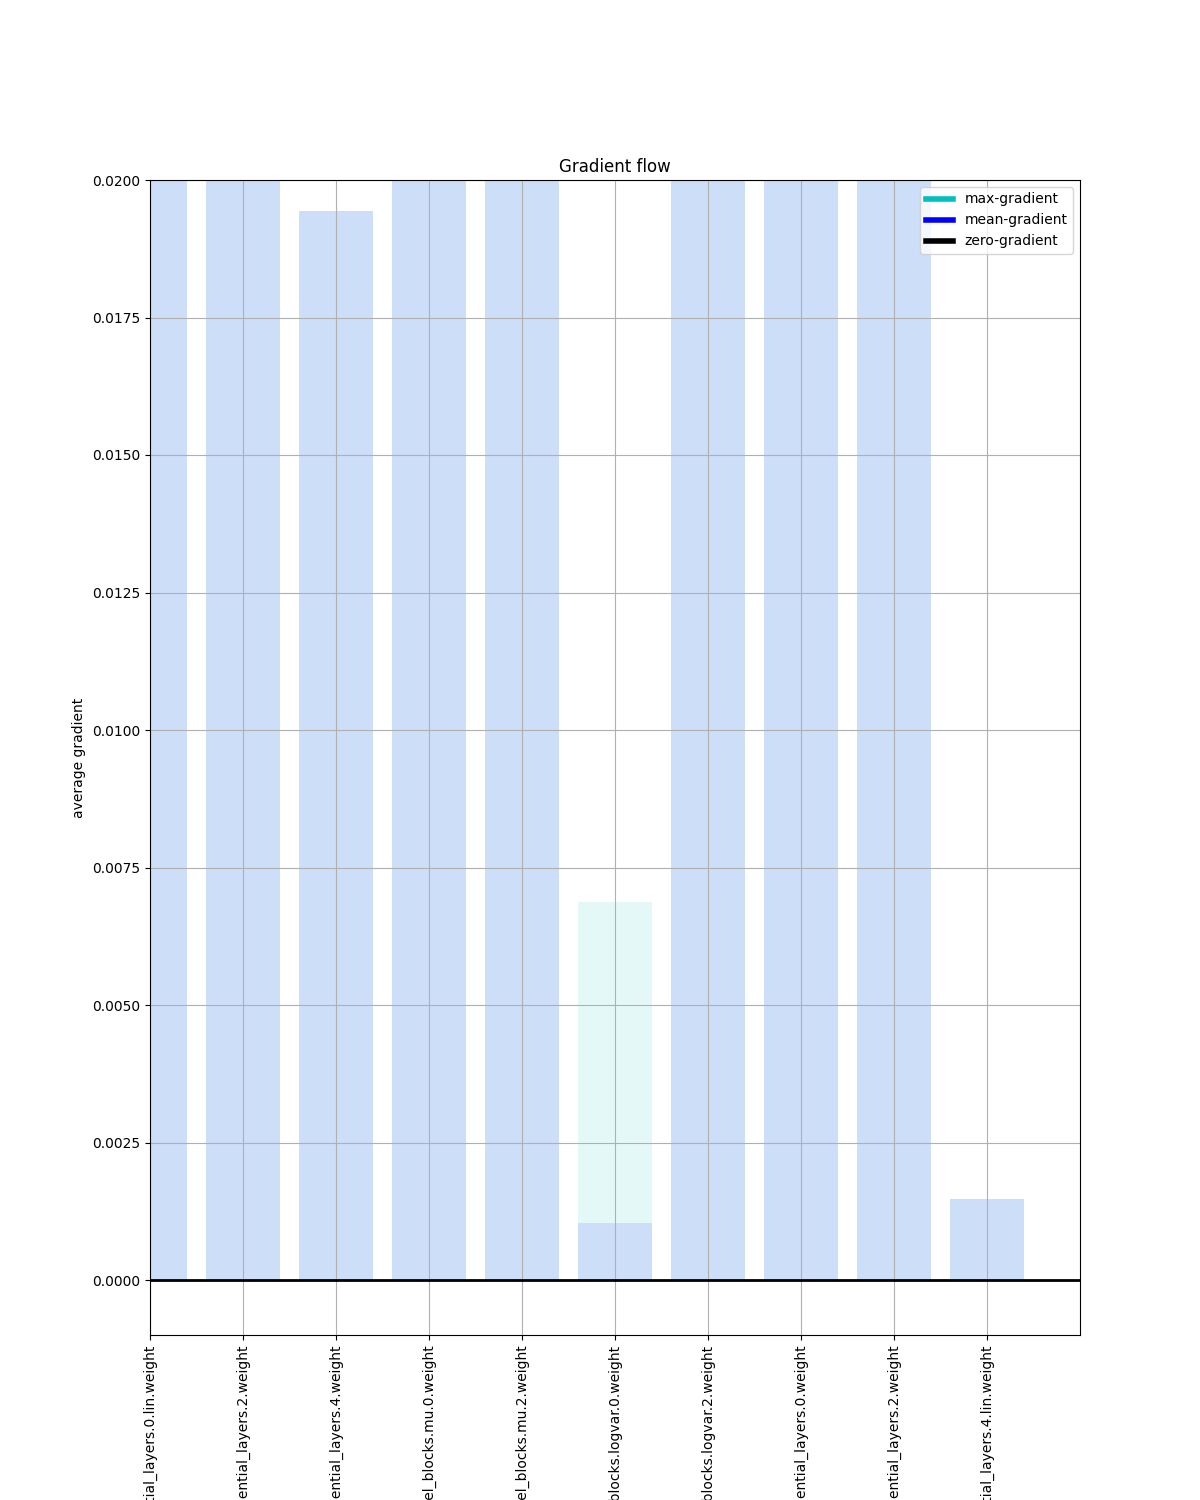 Gradient flow
max-gradient
mean-gradient
zero-gradient
0.0200
0.0175
0.0150
0.0125
0.0100
0.0075
0.0050
0.0025
0.0000
average gradient
tial_layers.0.lin.weight
ential_layers.2.weight
ential_layers.4.weight
el_blocks.mu.0.weight
el_blocks.mu.2.weight
blocks.logvar.0.weight
blocks.logvar.2.weight
ential_layers.0.weight
ential_layers.2.weight
tial_layers.4.lin.weight